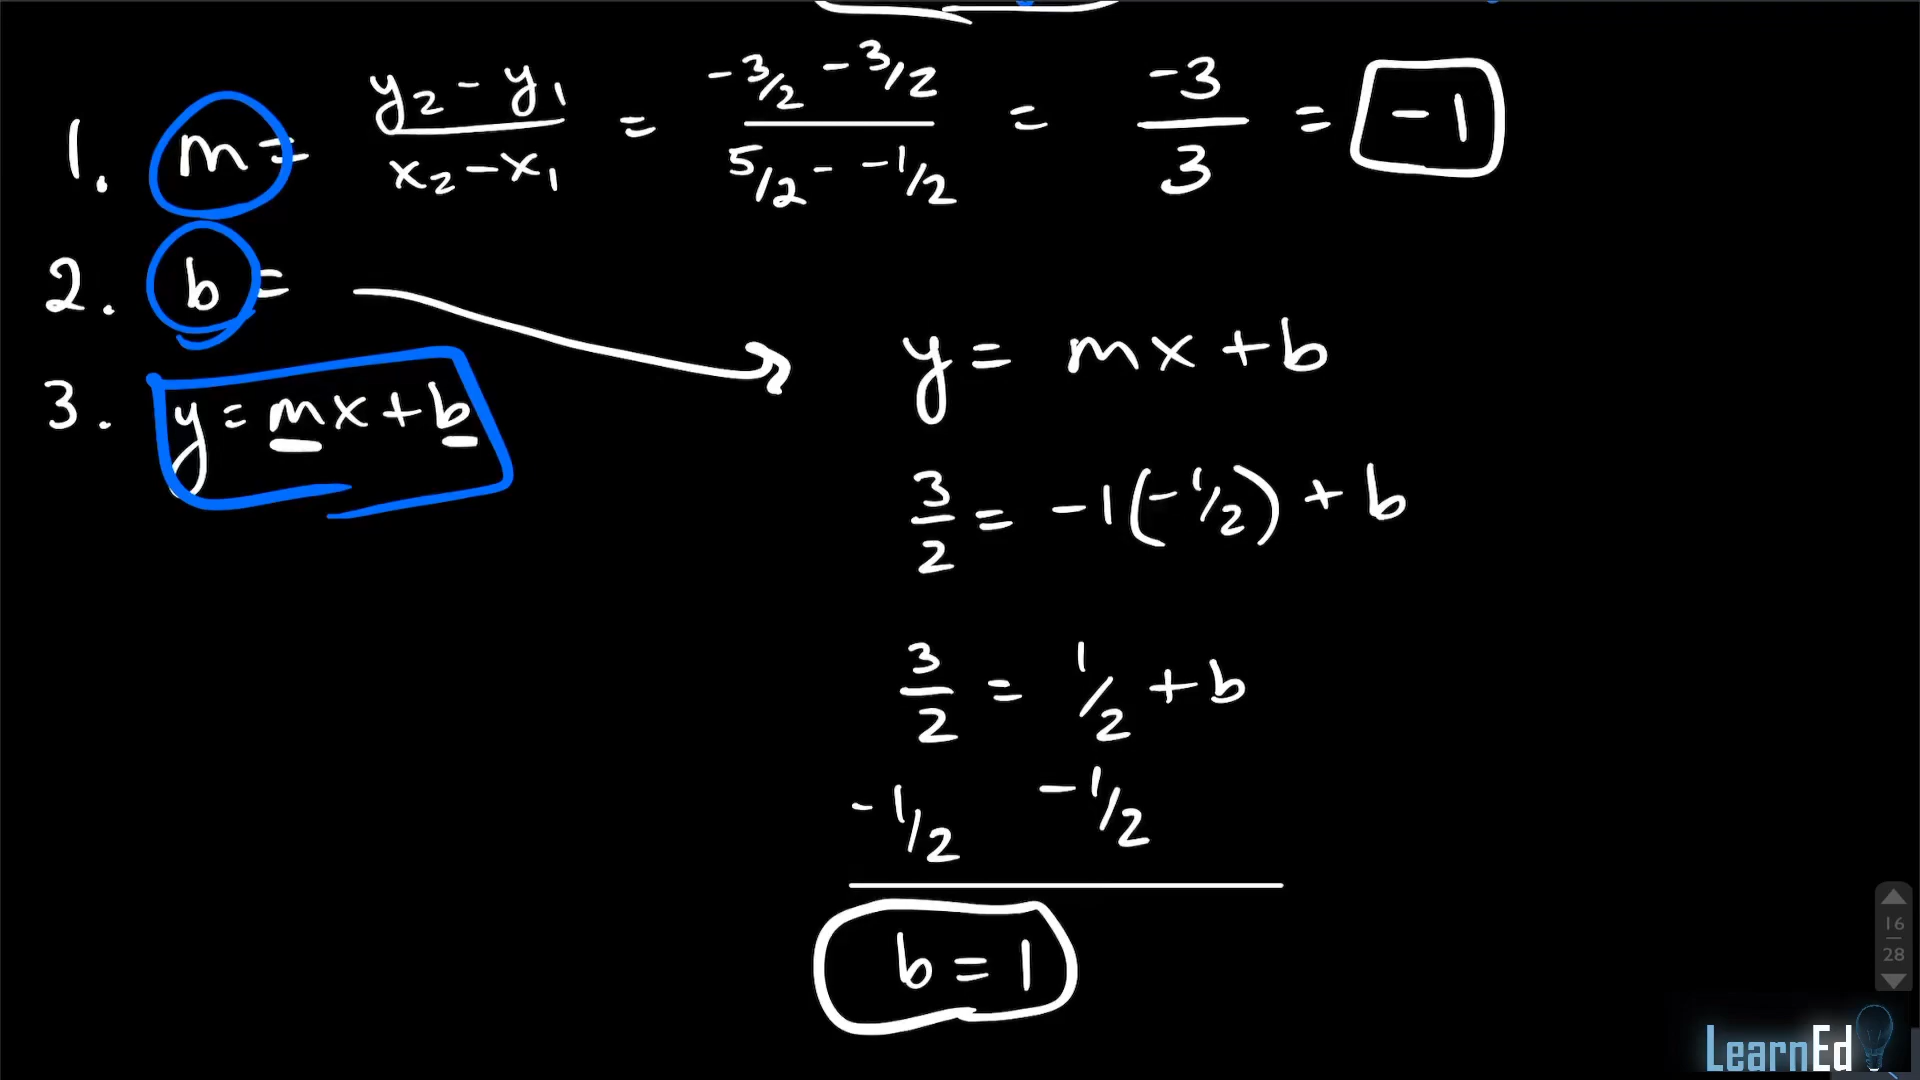 1. m = y₂ - y₁ / x₂ - x₁ = -3/2 - 3/2 / 5/2 - -1/2 = -3/3 = -1
2. b =
3. y = mx + b
y = mx + b
3/2 = -1(-1/2) + b
3/2 = 1/2 + b
-1/2 -1/2
b = 1
16
28
LearnEd